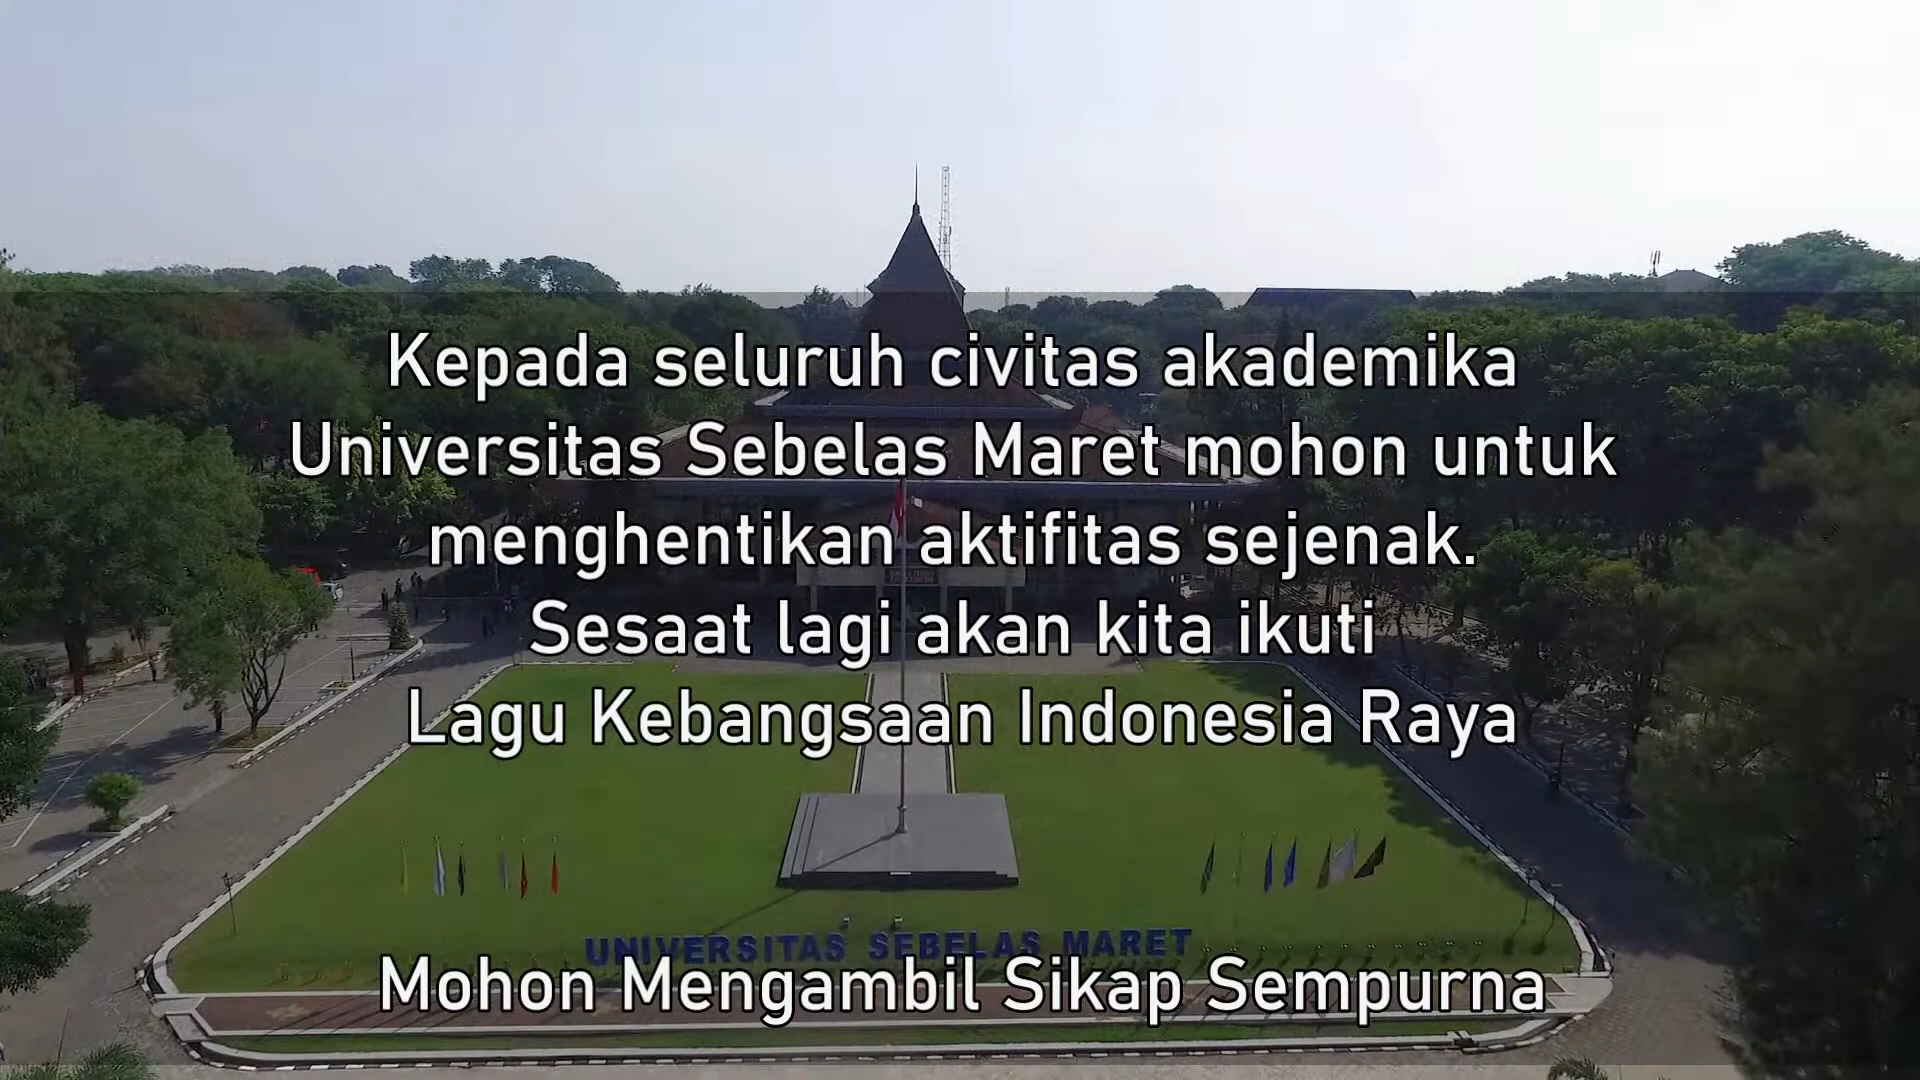 Kepada seluruh civitas akademika
Universitas Sebelas Maret mohon untuk
menghentikan aktifitas sejenak.
Sesaat lagi akan kita ikuti
Lagu Kebangsaan Indonesia Raya
UNIVERSITAS SEBELAS MARET
Mohon Mengambil Sikap Sempurna